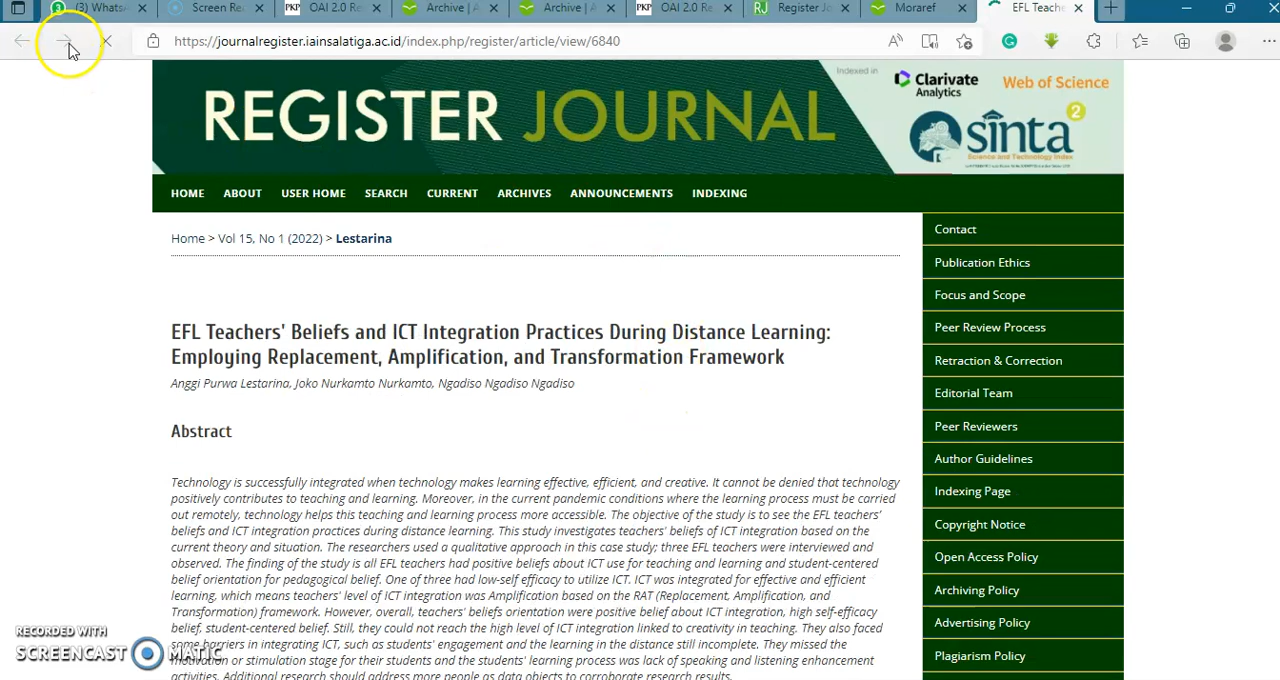 (3) Whats
Screen Re
PKP OAI 2.0 Re
Archive | A
Archive | A
PKP OAI 2.0 Re
RJ Register Jo
Moraref
EFL Teache
https://journalregister.iainsalatiga.ac.id/index.php/register/article/view/6840
REGISTER JOURNAL
Indexed in
Clarivate
Analytics
Web of Science
sinta 2
Science and Technology Index
HOME ABOUT USER HOME SEARCH CURRENT ARCHIVES ANNOUNCEMENTS INDEXING
Home > Vol 15, No 1 (2022) > Lestarina
EFL Teachers' Beliefs and ICT Integration Practices During Distance Learning:
Employing Replacement, Amplification, and Transformation Framework
Anggi Purwa Lestarina, Joko Nurkamto Nurkamto, Ngadiso Ngadiso Ngadiso
Abstract
Technology is successfully integrated when technology makes learning effective, efficient, and creative. It cannot be denied that technology
positively contributes to teaching and learning. Moreover, in the current pandemic conditions where the learning process must be carried
out remotely, technology helps this teaching and learning process more accessible. The objective of the study is to see the EFL teachers'
beliefs and ICT integration practices during distance learning. This study investigates teachers' beliefs of ICT integration based on the
current theory and situation. The researchers used a qualitative approach in this case study; three EFL teachers were interviewed and
observed. The finding of the study is all EFL teachers had positive beliefs about ICT use for teaching and learning and student-centered
belief orientation for pedagogical belief. One of three had low-self efficacy to utilize ICT. ICT was integrated for effective and efficient
learning, which means teachers' level of ICT integration was Amplification based on the RAT (Replacement, Amplification, and
Transformation) framework. However, overall, teachers' beliefs orientation were positive belief about ICT integration, high self-efficacy
belief, student-centered belief. Still, they could not reach the high level of ICT integration linked to creativity in teaching. They also faced
barriers in integrating ICT, such as students' engagement and the learning in the distance still incomplete. They missed the
motivation or stimulation stage for their students and the students' learning process was lack of speaking and listening enhancement
activities. Additional research should address more people as data objects to corroborate research results.
Contact
Publication Ethics
Focus and Scope
Peer Review Process
Retraction & Correction
Editorial Team
Peer Reviewers
Author Guidelines
Indexing Page
Copyright Notice
Open Access Policy
Archiving Policy
Advertising Policy
Plagiarism Policy
RECORDED WITH
SCREENCAST MATIC